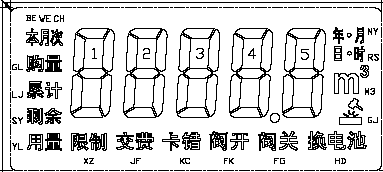 BE WE CH
本月次 年·月 NY
1 2 3 4 5 日·时 RS
GL 购量
LJ 累计 m³ M3
SY 剩余 GJ
YL 用量 限制 交费 卡错 阀开 阀关 换电池
XZ JF KC FK FG HD